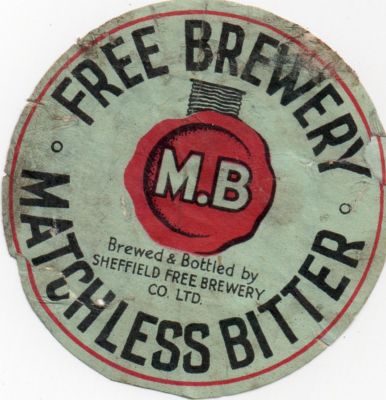 FREE BREWERY
M.B
Brewed & Bottled by
SHEFFIELD FREE BREWERY
CO. LTD.
MATCHLESS BITTER